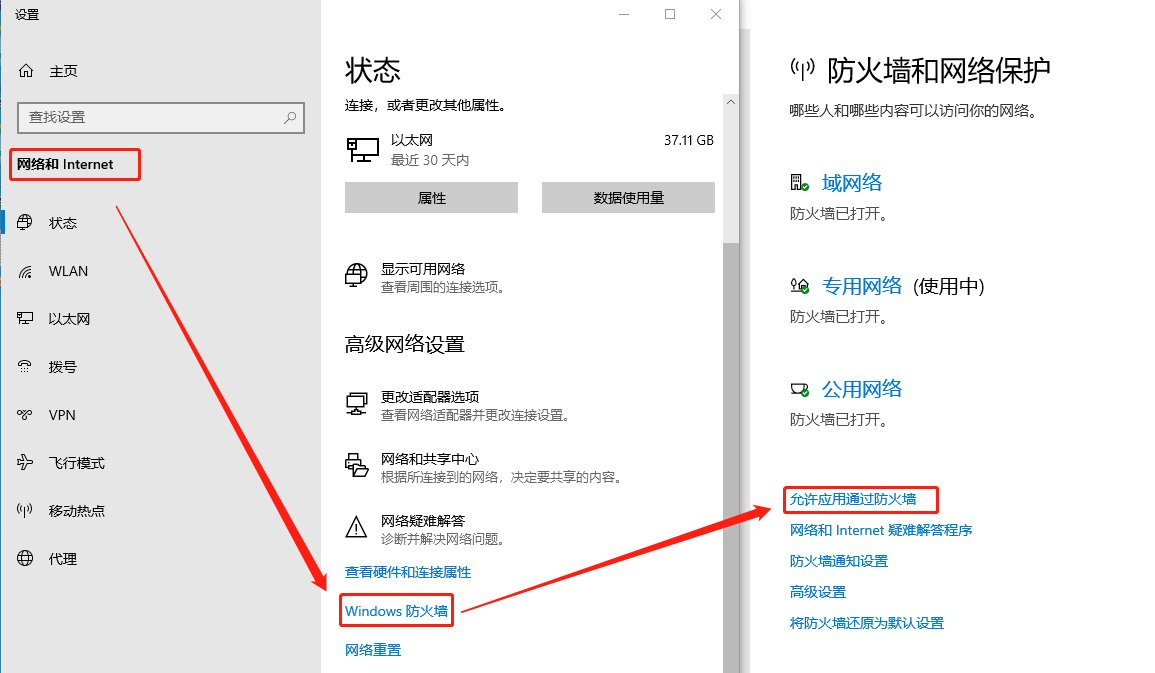 设置
主页
查找设置
网络和 Internet
状态
WLAN
以太网
拨号
VPN
飞行模式
移动热点
代理
状态
连接，或者更改其他属性。
以太网
37.11 GB
最近 30 天内
属性
数据使用量
显示可用网络
查看周围的连接选项。
高级网络设置
更改适配器选项
查看网络适配器并更改连接设置。
网络和共享中心
根据所连接到的网络，决定要共享的内容。
网络疑难解答
诊断并解决网络问题。
查看硬件和连接属性
Windows 防火墙
网络重置
防火墙和网络保护
哪些人和哪些内容可以访问你的网络。
域网络
防火墙已打开。
专用网络 (使用中)
防火墙已打开。
公用网络
防火墙已打开。
允许应用通过防火墙
网络和 Internet 疑难解答程序
防火墙通知设置
高级设置
将防火墙还原为默认设置